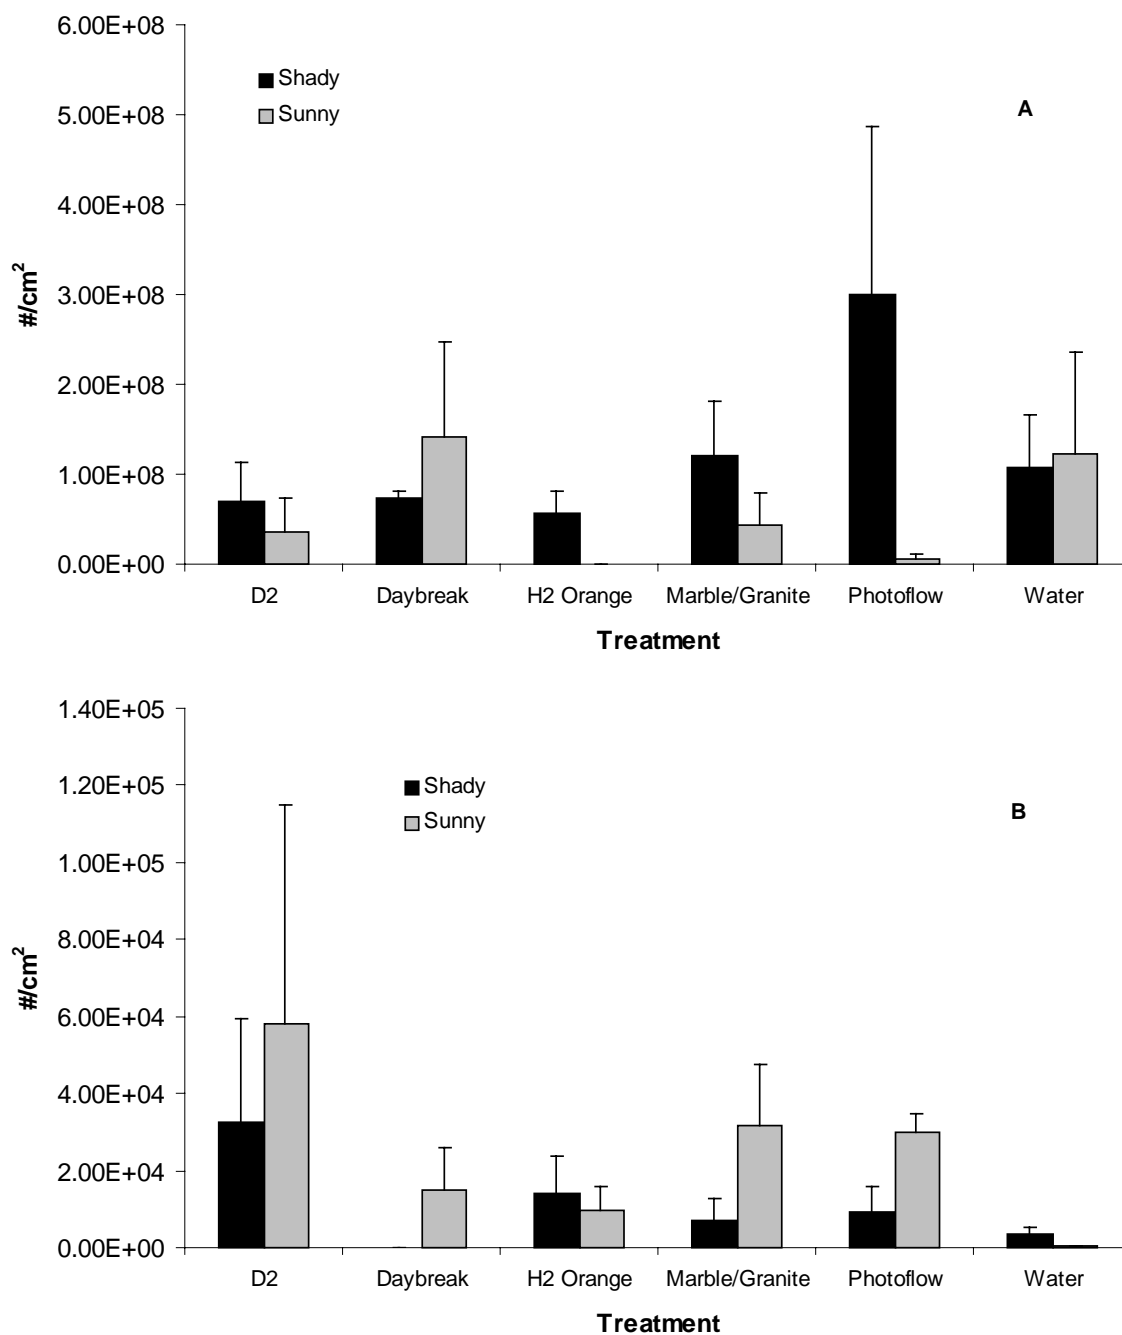 6.00E+08
5.00E+08
4.00E+08
3.00E+08
2.00E+08
1.00E+08
0.00E+00
#/cm²
Shady
Sunny
A
D2 Daybreak H2 Orange Marble/Granite Photoflow Water
Treatment
1.40E+05
1.20E+05
1.00E+05
8.00E+04
6.00E+04
4.00E+04
2.00E+04
0.00E+00
#/cm²
Shady
Sunny
B
D2 Daybreak H2 Orange Marble/Granite Photoflow Water
Treatment